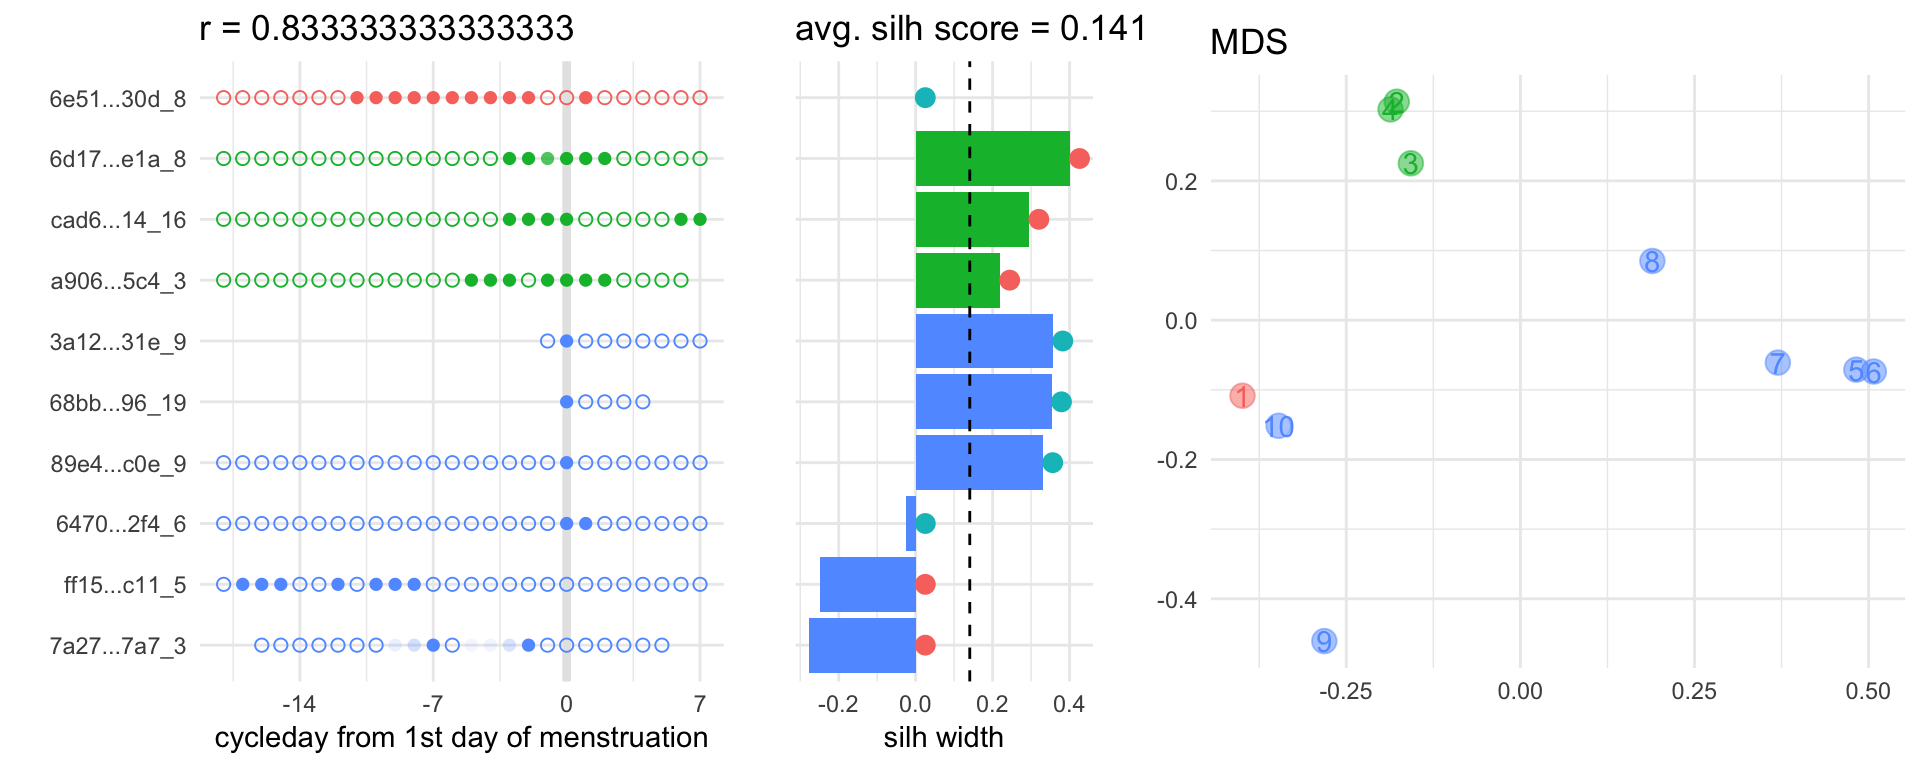 r = 0.833333333333333
avg. silh score = 0.141
MDS
6e51...30d_8
6d17...e1a_8
cad6...14_16
a906...5c4_3
3a12...31e_9
68bb...96_19
89e4...c0e_9
6470...2f4_6
ff15...c11_5
7a27...7a7_3
-14 -7 0 7
cycleday from 1st day of menstruation
-0.2 0.0 0.2 0.4
silh width
0.2
0.0
-0.2
-0.4
2
4
3
8
7
5 6
1
10
9
-0.25 0.00 0.25 0.50